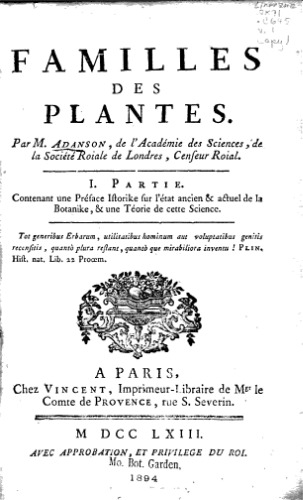 FAMILLES
DES
PLANTES.
Par M. ADANSON, de l'Académie des Sciences, de
la Société Roiale de Londres, Censeur Roial.
I. PARTIE.
Contenant une Préface Istorike sur l'état ancien & actuel de la
Botanike, & une Téorie de cette Science.
Tot generibus Erbarum, utilitatibus hominum aut voluptatibus genitis
recensitis, quantò plura restant, quantòque mirabiliora inventu! PLIN.
Hist. nat. Lib. 22 Procem.
A PARIS,
Chez VINCENT, Imprimeur-Libraire de Mgr le
Comte de PROVENCE, rue S. Severin.
M DCC LXIII.
AVEC APPROBATION, ET PRIVILEGE DU ROI.
Mo. Bot. Garden,
1894